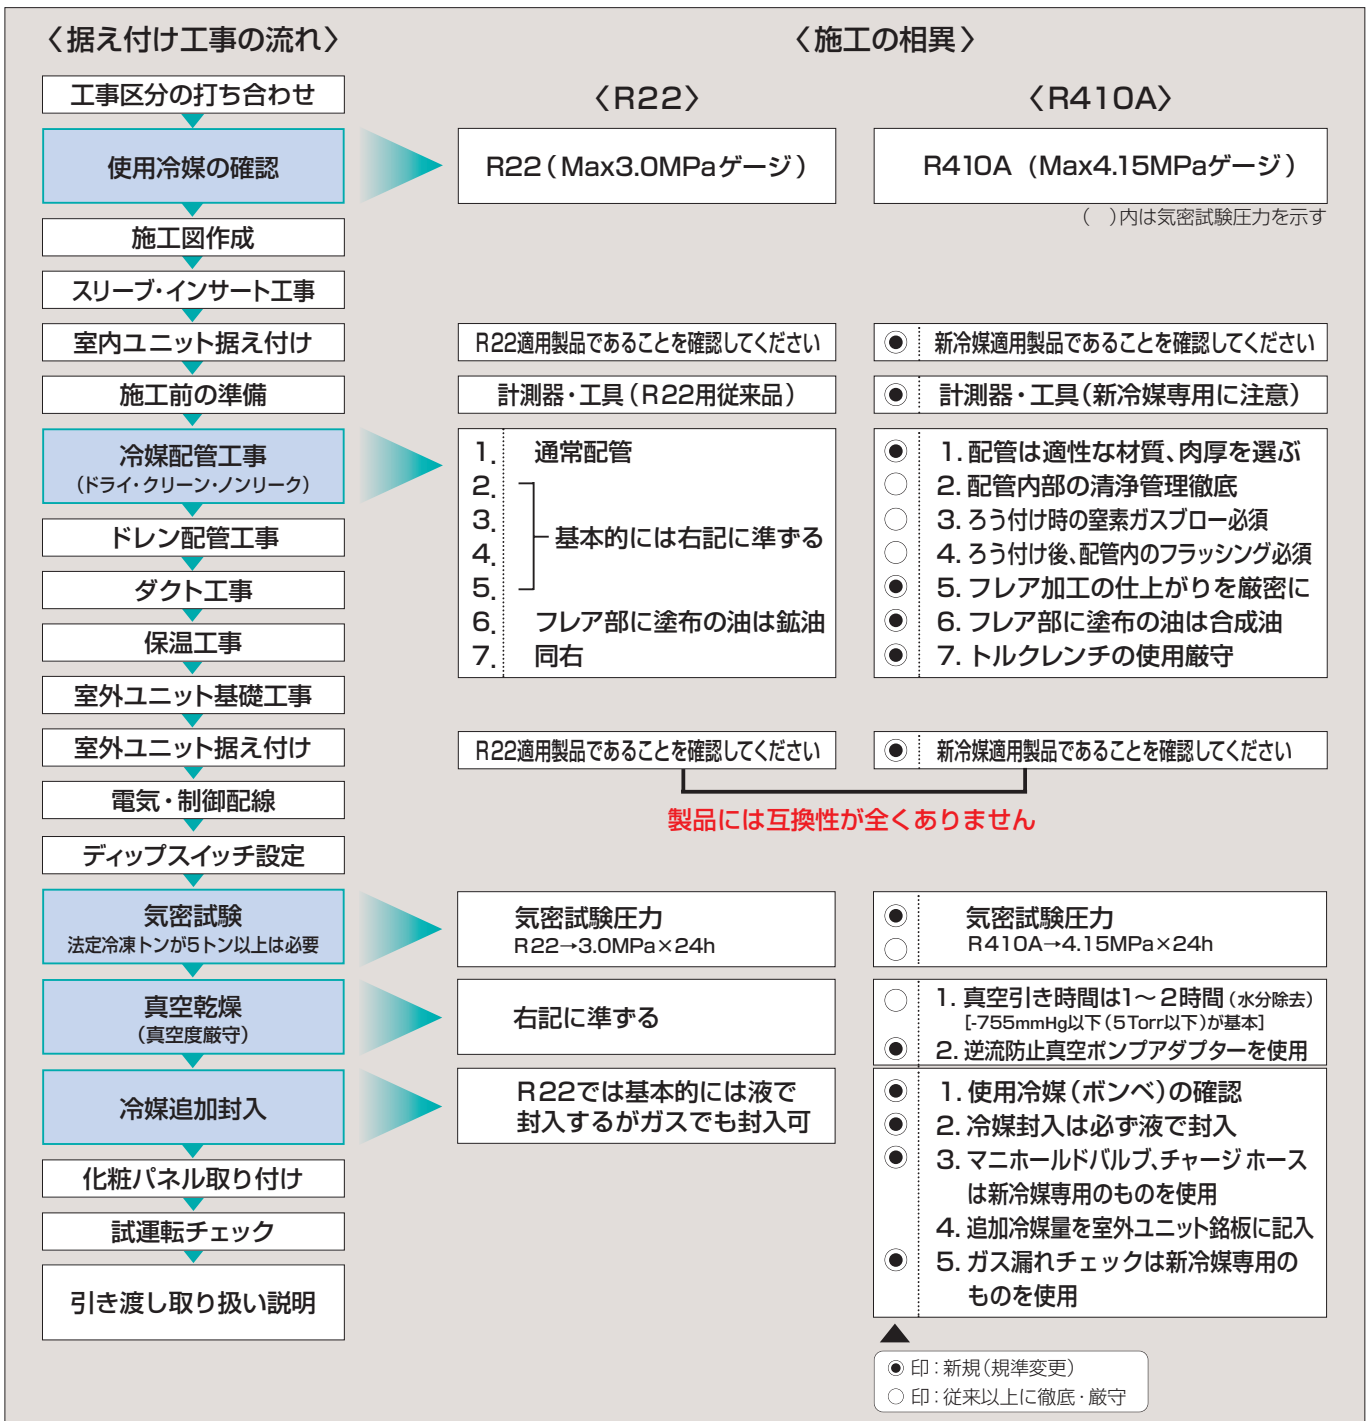 〈据え付け工事の流れ〉
〈施工の相異〉
〈R22〉
〈R410A〉
工事区分の打ち合わせ
使用冷媒の確認
R22（Max3.0MPaゲージ）
R410A（Max4.15MPaゲージ）
（　）内は気密試験圧力を示す
施工図作成
スリーブ・インサート工事
室内ユニット据え付け
R22適用製品であることを確認してください
◉ 新冷媒適用製品であることを確認してください
施工前の準備
計測器・工具（R22用従来品）
◉ 計測器・工具（新冷媒専用に注意）
冷媒配管工事
（ドライ・クリーン・ノンリーク）
1. 通常配管
2.
3.
4.
5.
基本的には右記に準ずる
6. フレア部に塗布の油は鉱油
7. 同右
◉ 1. 配管は適性な材質、肉厚を選ぶ
○ 2. 配管内部の清浄管理徹底
○ 3. ろう付け時の窒素ガスブロー必須
○ 4. ろう付け後、配管内のフラッシング必須
◉ 5. フレア加工の仕上がりを厳密に
◉ 6. フレア部に塗布の油は合成油
◉ 7. トルクレンチの使用厳守
ドレン配管工事
ダクト工事
保温工事
室外ユニット基礎工事
室外ユニット据え付け
R22適用製品であることを確認してください
◉ 新冷媒適用製品であることを確認してください
製品には互換性が全くありません
電気・制御配線
ディップスイッチ設定
気密試験
法定冷凍トンが5トン以上は必要
気密試験圧力
R22→3.0MPa×24h
◉ 気密試験圧力
○ R410A→4.15MPa×24h
真空乾燥
（真空度厳守）
右記に準ずる
○ 1. 真空引き時間は1〜2時間（水分除去）
[-755mmHg以下（5Torr以下）が基本]
◉ 2. 逆流防止真空ポンプアダプターを使用
冷媒追加封入
R22では基本的には液で
封入するがガスでも封入可
◉ 1. 使用冷媒（ボンベ）の確認
◉ 2. 冷媒封入は必ず液で封入
◉ 3. マニホールドバルブ、チャージホース
は新冷媒専用のものを使用
4. 追加冷媒量を室外ユニット銘板に記入
◉ 5. ガス漏れチェックは新冷媒専用の
ものを使用
化粧パネル取り付け
試運転チェック
引き渡し取り扱い説明
◉ 印：新規（規準変更）
○ 印：従来以上に徹底・厳守